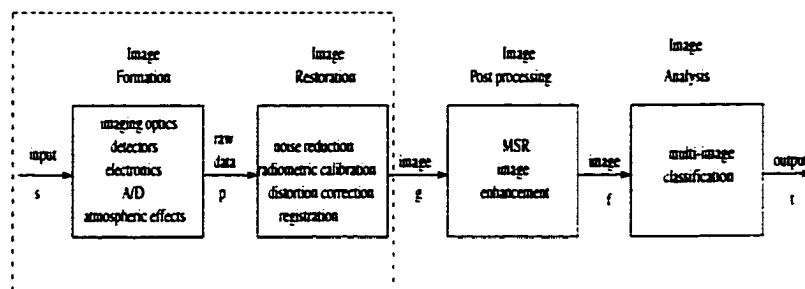 Image
Formation
Image
Restoration
Image
Post processing
Image
Analysis
input
s
imaging optics
detectors
electronics
A/D
atmospheric effects
raw
data
p
noise reduction
radiometric calibration
distortion correction
registration
image
g
MSR
image
enhancement
image
f
multi-image
classification
output
t